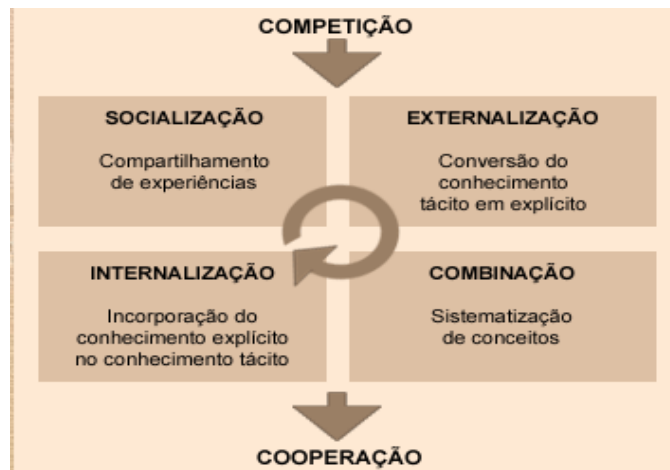 COMPETIÇÃO
SOCIALIZAÇÃO
Compartilhamento
de experiências
EXTERNALIZAÇÃO
Conversão do
conhecimento
tácito em explícito
INTERNALIZAÇÃO
Incorporação do
conhecimento explícito
no conhecimento tácito
COMBINAÇÃO
Sistematização
de conceitos
COOPERAÇÃO